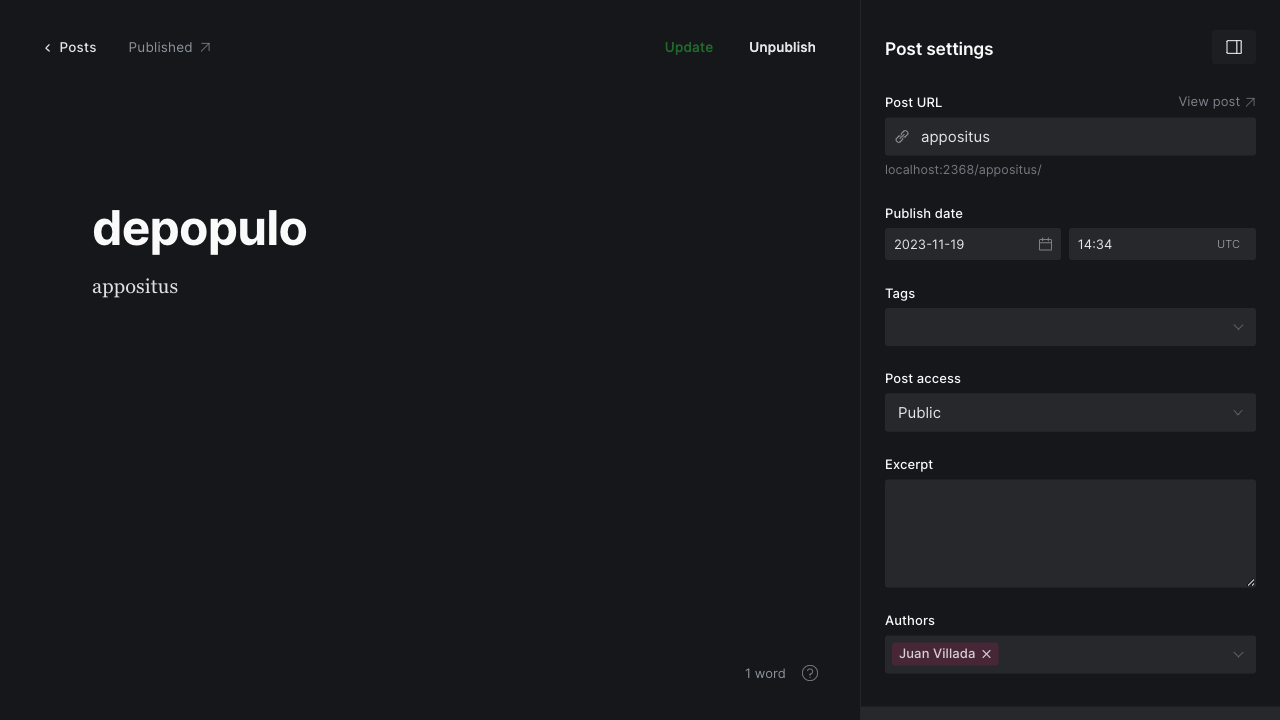 Posts
Published
Update
Unpublish
depopulo
appositus
1 word
Post settings
Post URL
View post
appositus
localhost:2368/appositus/
Publish date
2023-11-19
14:34
UTC
Tags
Post access
Public
Excerpt
Authors
Juan Villada